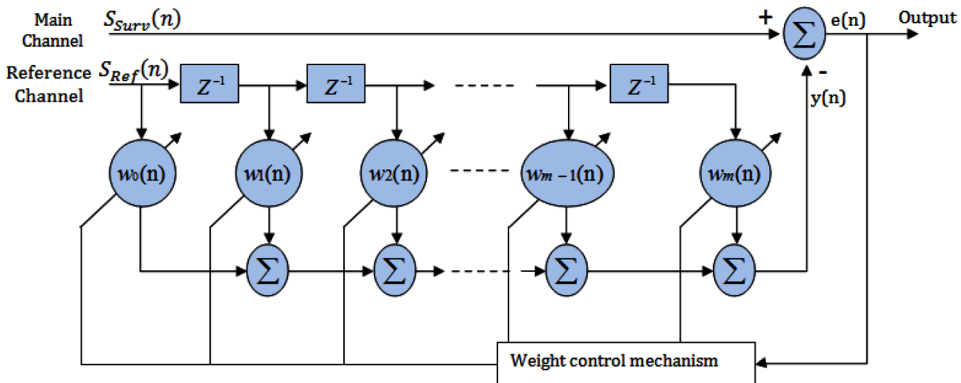 Main Channel
S_Surv(n)
+
Σ
e(n)
Output
Reference Channel
S_Ref(n)
Z⁻¹
Z⁻¹
Z⁻¹
-
y(n)
w₀(n)
w₁(n)
w₂(n)
wₘ₋₁(n)
wₘ(n)
Σ
Σ
Σ
Σ
Weight control mechanism